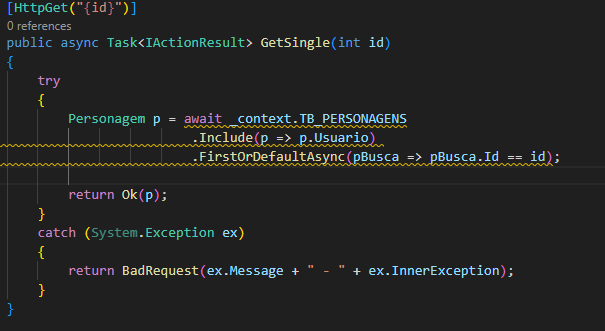 [HttpGet("{id}")]
0 references
public async Task<IActionResult> GetSingle(int id)
{
    try
    {
        Personagem p = await _context.TB_PERSONAGENS
                        .Include(p => p.Usuario)
                        .FirstOrDefaultAsync(pBusca => pBusca.Id == id);

        return Ok(p);
    }
    catch (System.Exception ex)
    {
        return BadRequest(ex.Message + " - " + ex.InnerException);
    }
}